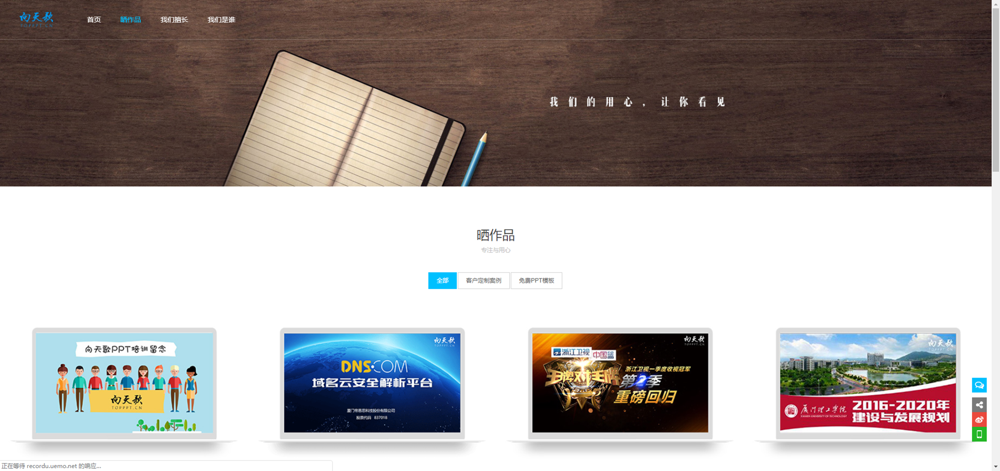 向天歌
TOPPPT.CN
首页
晒作品
我们擅长
我们是谁
我们的用心，让你看见
晒作品
专注与用心
全部
客户定制案例
免费PPT模板
向天歌PPT培训留念
向天歌
TOPPPT.CN
向天歌
TOPPPT.CN
DNS.COM
域名云安全解析平台
厦门帝恩思科技股份有限公司
股票代码 837018
向天歌
TOPPPT.CN
浙江卫视
中国蓝
王牌对王牌
浙江卫视一季度收视冠军
第2季
重磅回归
向天歌
TOPPPT.CN
厦门理工学院
XIAMEN UNIVERSITY OF TECHNOLOGY
2016-2020年
建设与发展规划
正在等待 recordu.uemo.net 的响应...